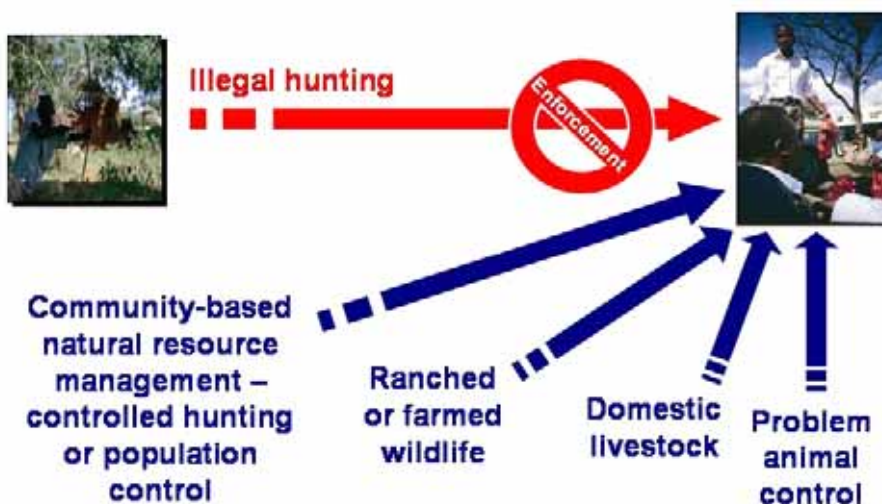 Illegal hunting
Enforcement
Community-based
natural resource
management –
controlled hunting
or population
control
Ranched
or farmed
wildlife
Domestic
livestock
Problem
animal
control